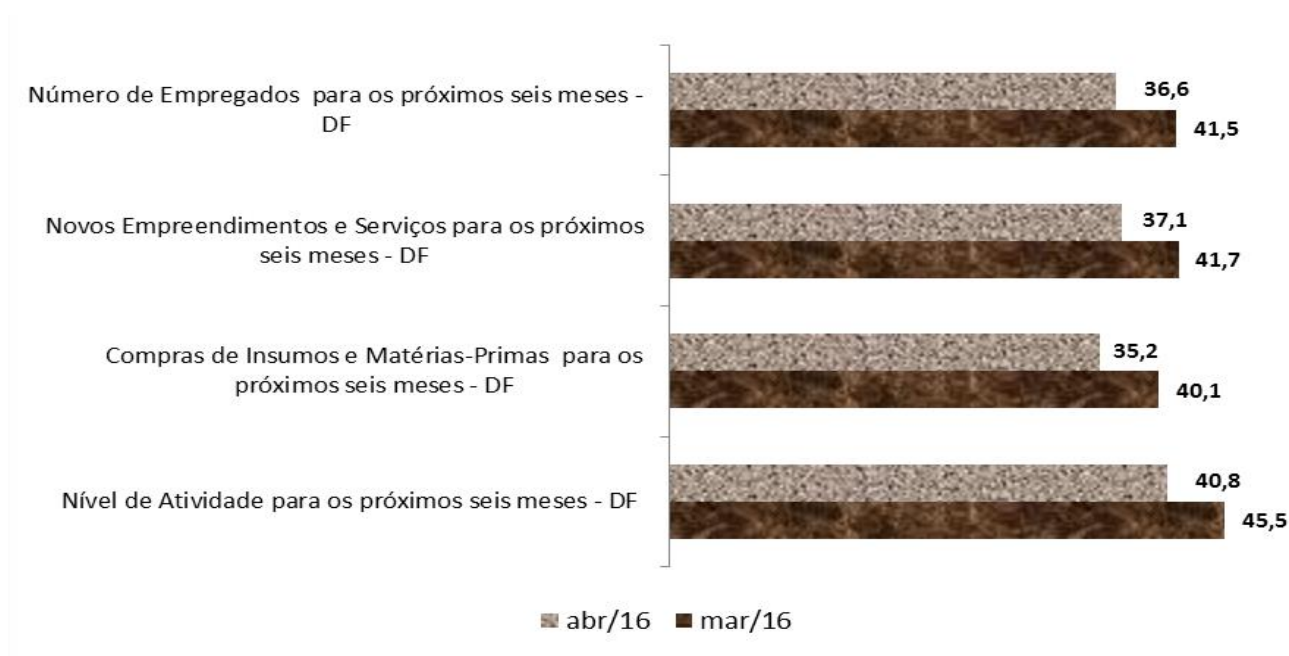 Número de Empregados para os próximos seis meses -
DF
36,6
41,5
Novos Empreendimentos e Serviços para os próximos
seis meses - DF
37,1
41,7
Compras de Insumos e Matérias-Primas para os
próximos seis meses - DF
35,2
40,1
Nível de Atividade para os próximos seis meses - DF
40,8
45,5
abr/16 mar/16